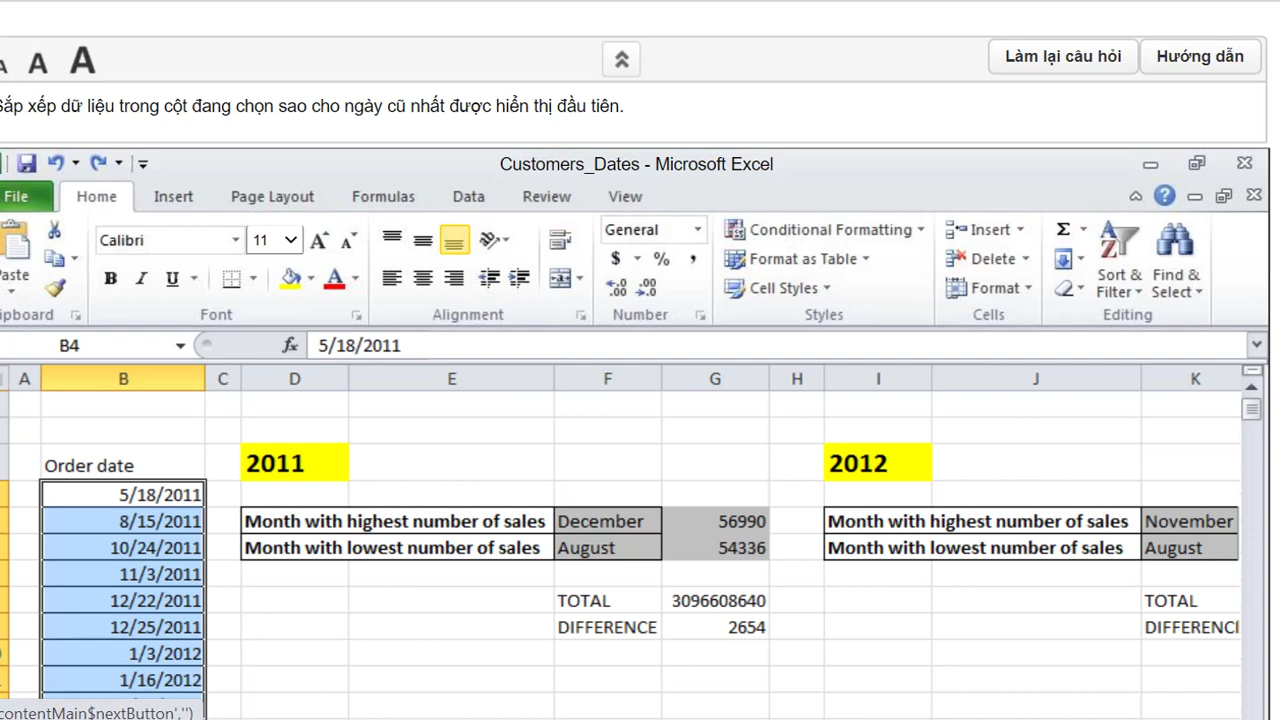 A A A Làm lại câu hỏi Hướng dẫn
Sắp xếp dữ liệu trong cột đang chọn sao cho ngày cũ nhất được hiển thị đầu tiên.
Customers_Dates - Microsoft Excel
File Home Insert Page Layout Formulas Data Review View
Calibri 11 A A General Conditional Formatting Σ Insert A Z
B I U A $ % , Format as Table Delete Sort & Find &
Paste .00 .00 Cell Styles Format Filter Select
Clipboard Font Alignment Number Styles Cells Editing
B4 fx 5/18/2011
A B C D E F G H I J K
Order date 2011 2012
5/18/2011
8/15/2011 Month with highest number of sales December 56990 Month with highest number of sales November
10/24/2011 Month with lowest number of sales August 54336 Month with lowest number of sales August
11/3/2011
12/22/2011 TOTAL 3096608640 TOTAL
12/25/2011 DIFFERENCE 2654 DIFFERENCE
1/3/2012
1/16/2012
contentMain$nextButton','')